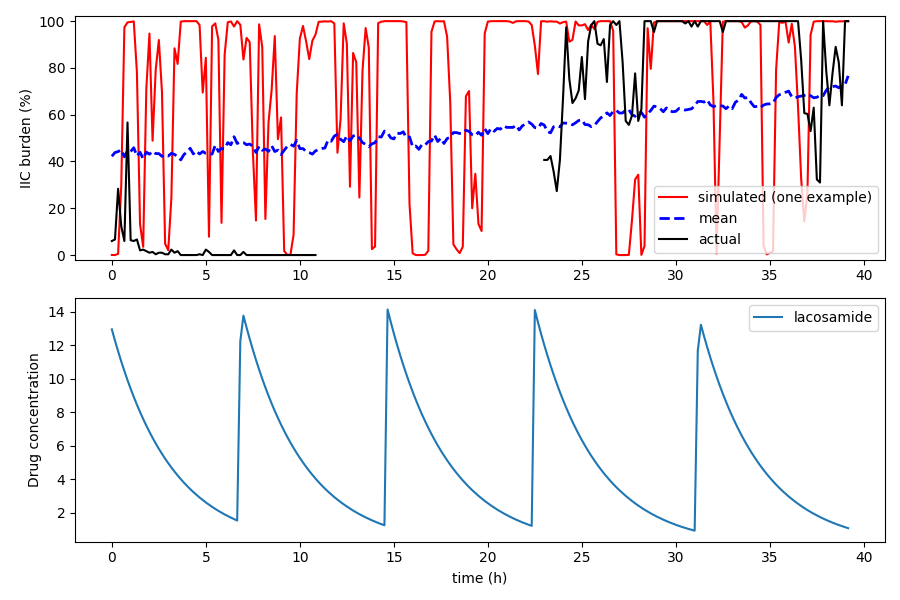 100
80
60
40
20
0
IIC burden (%)
simulated (one example)
mean
actual
0 5 10 15 20 25 30 35 40
14
12
10
8
6
4
2
Drug concentration
lacosamide
0 5 10 15 20 25 30 35 40
time (h)